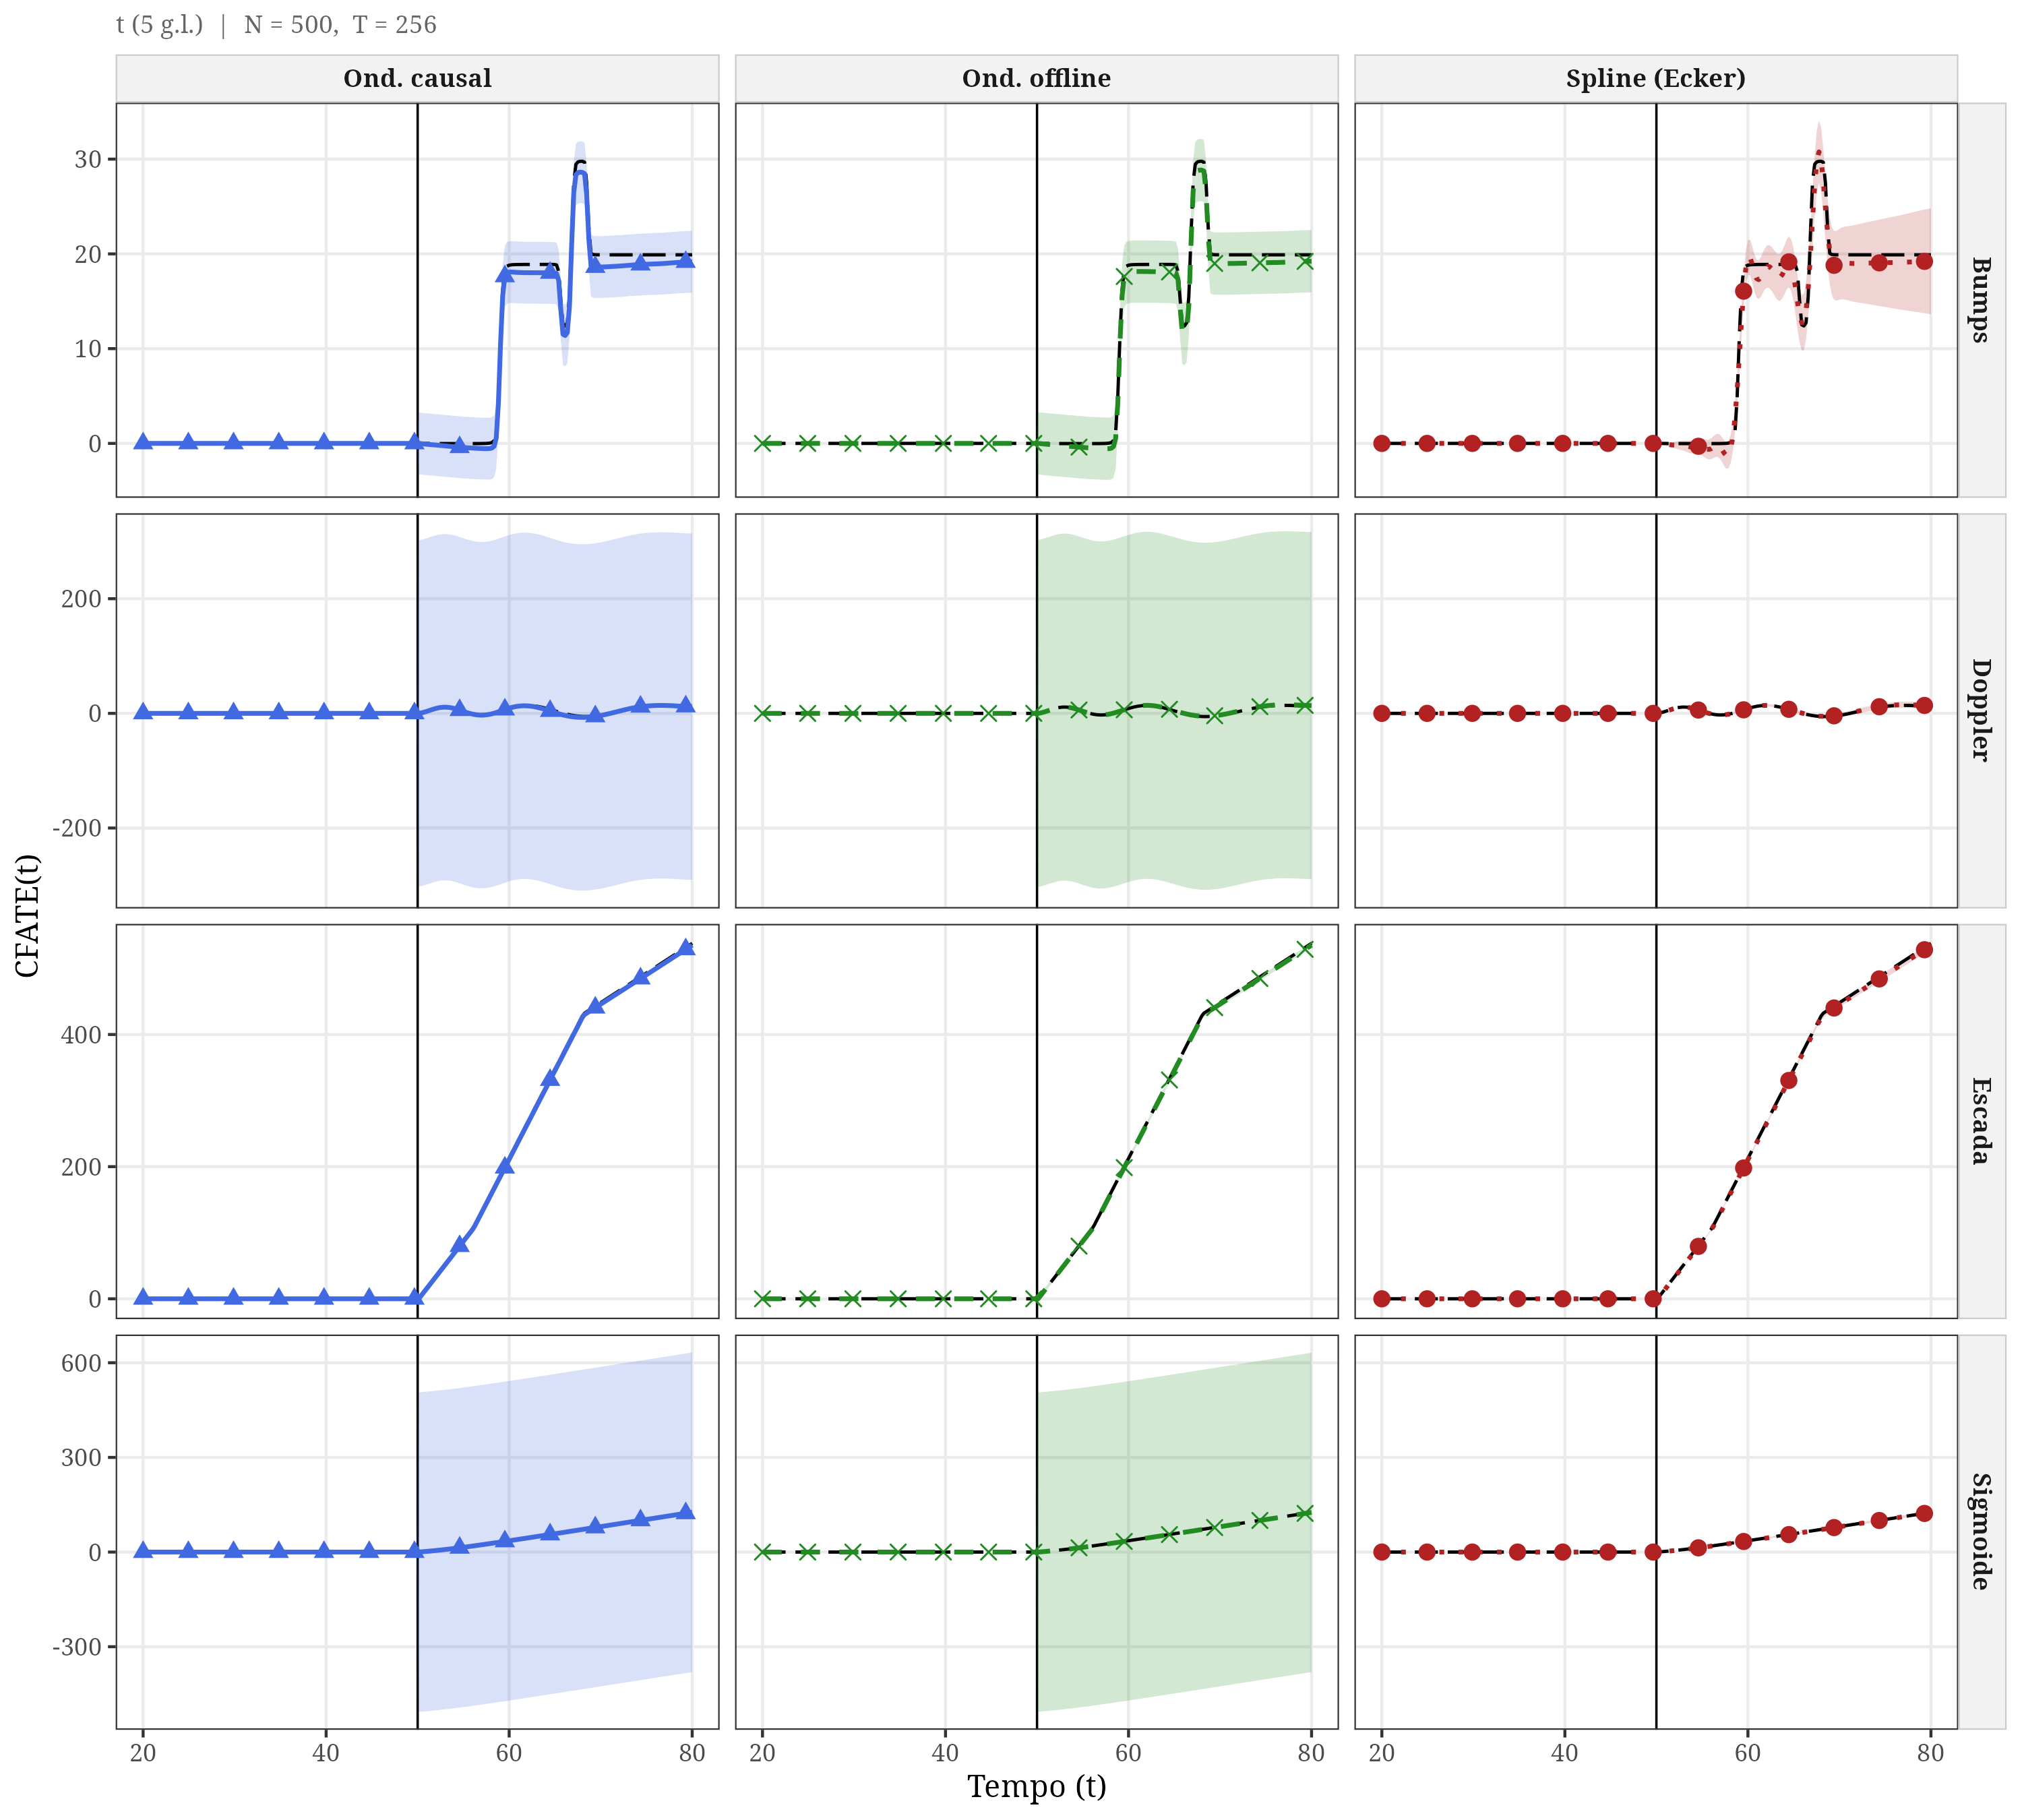 t (5 g.l.) | N = 500, T = 256
Ond. causal
Ond. offline
Spline (Ecker)
30
20
10
0
Bumps
200
0
-200
Doppler
CFATE(t)
400
200
0
Escada
600
300
0
-300
Sigmoide
20 40 60 80
20 40 60 80
20 40 60 80
Tempo (t)